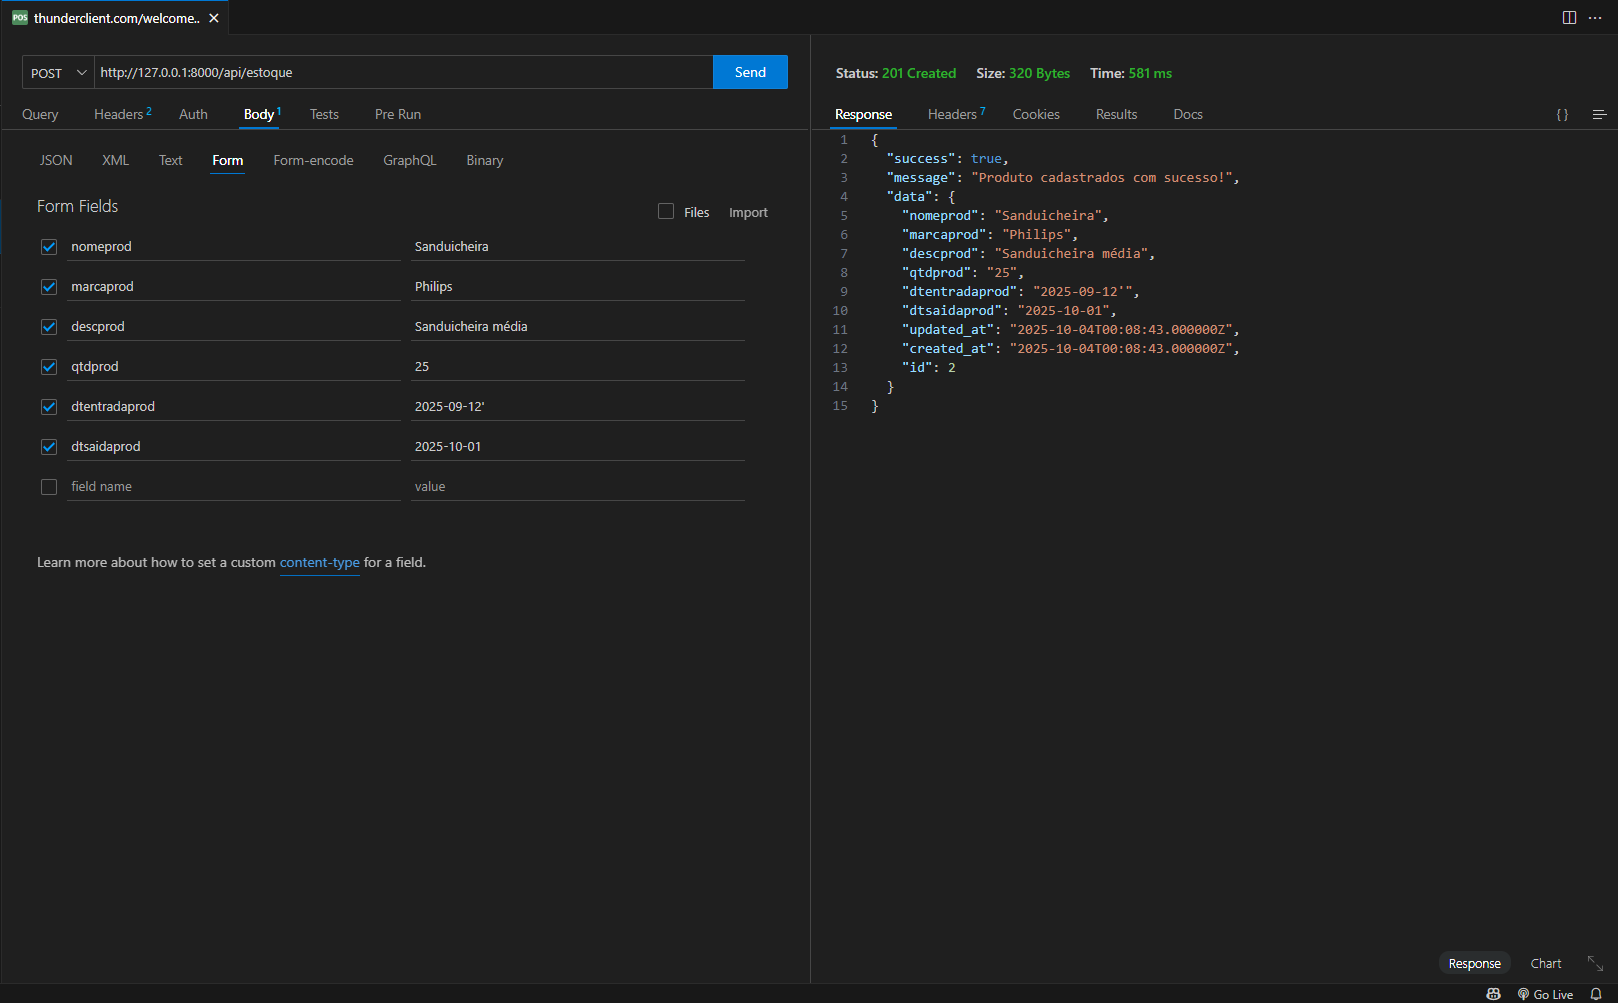 POS thunderclient.com/welcome..
POST http://127.0.0.1:8000/api/estoque Send
Query Headers 2 Auth Body 1 Tests Pre Run
JSON XML Text Form Form-encode GraphQL Binary
Form Fields
Files Import
nomeprod Sanduicheira
marcaprod Philips
descprod Sanduicheira média
qtdprod 25
dtentradaprod 2025-09-12'
dtsaidaprod 2025-10-01
field name value
Learn more about how to set a custom content-type for a field.
Status: 201 Created Size: 320 Bytes Time: 581 ms
Response Headers 7 Cookies Results Docs { }
1 {
2 "success": true,
3 "message": "Produto cadastrados com sucesso!",
4 "data": {
5 "nomeprod": "Sanduicheira",
6 "marcaprod": "Philips",
7 "descprod": "Sanduicheira média",
8 "qtdprod": "25",
9 "dtentradaprod": "2025-09-12'",
10 "dtsaidaprod": "2025-10-01",
11 "updated_at": "2025-10-04T00:08:43.000000Z",
12 "created_at": "2025-10-04T00:08:43.000000Z",
13 "id": 2
14 }
15 }
Response Chart
Go Live